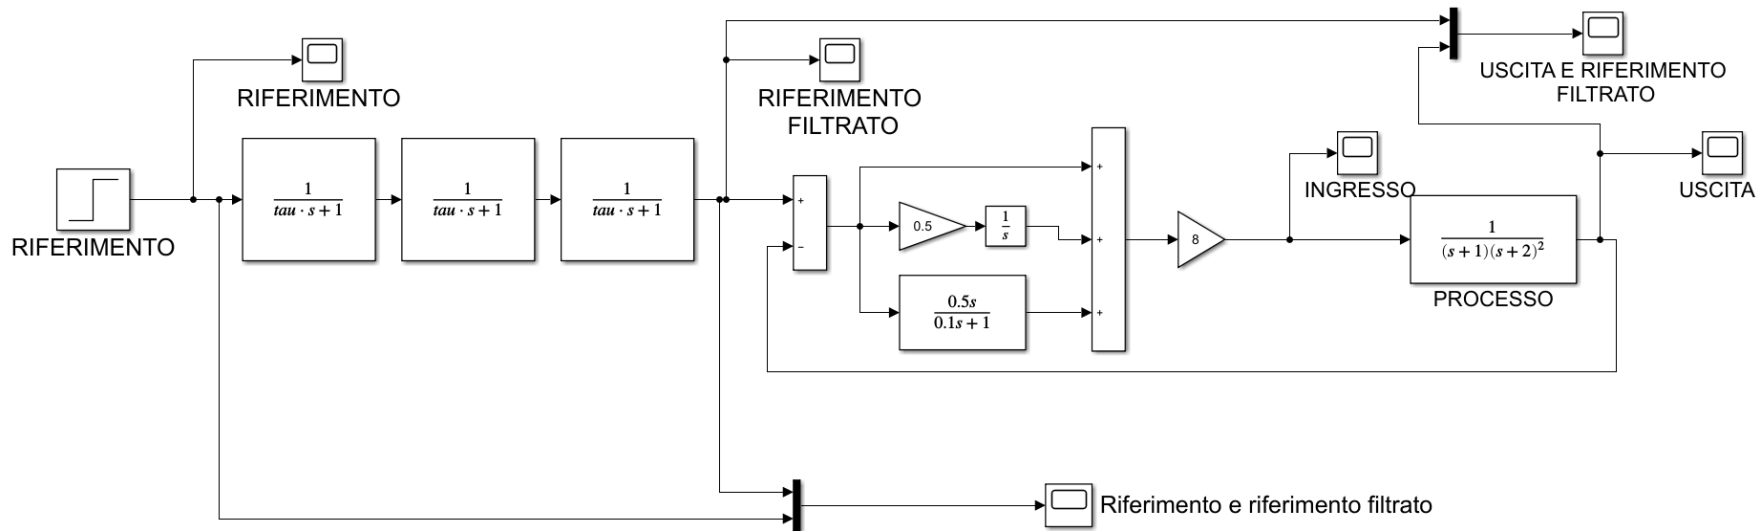 RIFERIMENTO
1
tau · s + 1
1
tau · s + 1
1
tau · s + 1
RIFERIMENTO
RIFERIMENTO
FILTRATO
+
−
0.5
1
s
0.5s
0.1s + 1
+
+
+
8
INGRESSO
1
(s + 1)(s + 2)²
PROCESSO
USCITA E RIFERIMENTO
FILTRATO
USCITA
Riferimento e riferimento filtrato